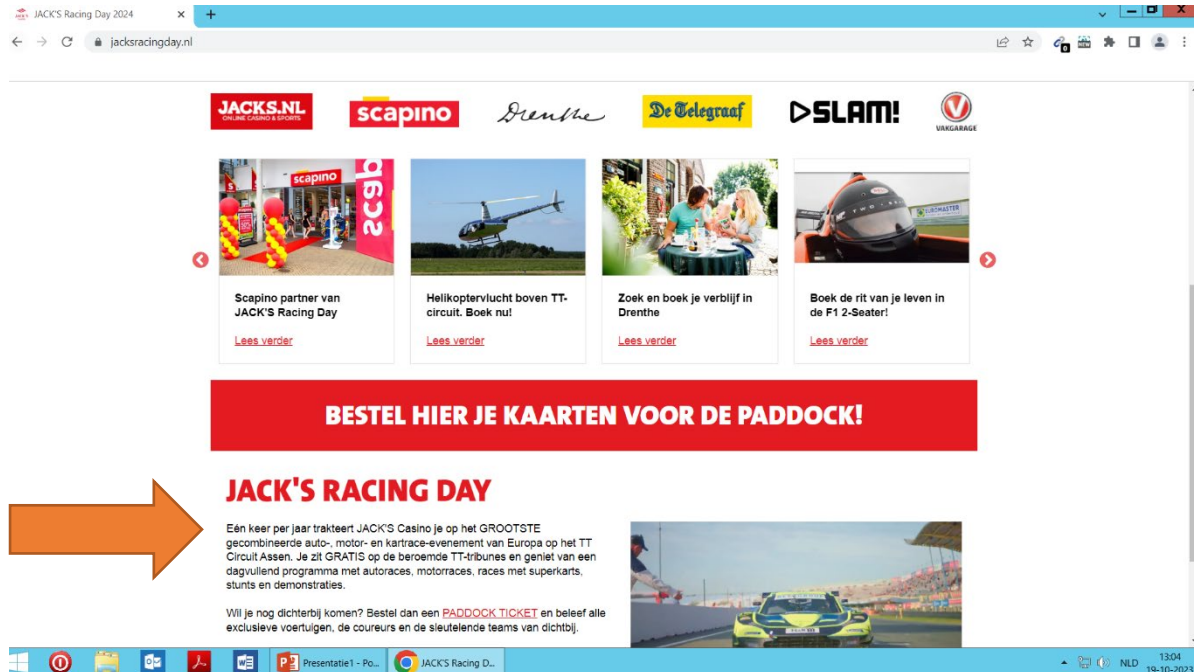 JACK'S Racing Day 2024
jacksracingday.nl
JACKS.NL
ONLINE CASINO & SPORTS
scapino
Drenthe
De Telegraaf
SLAM!
VAKGARAGE
scapino
scap
TWO-SEA
EUROMASTER
Scapino partner van
JACK'S Racing Day
Lees verder
Helikoptervlucht boven TT-
circuit. Boek nu!
Lees verder
Zoek en boek je verblijf in
Drenthe
Lees verder
Boek de rit van je leven in
de F1 2-Seater!
Lees verder
BESTEL HIER JE KAARTEN VOOR DE PADDOCK!
JACK'S RACING DAY
Eén keer per jaar trakteert JACK'S Casino je op het GROOTSTE
gecombineerde auto-, motor- en kartrace-evenement van Europa op het TT
Circuit Assen. Je zit GRATIS op de beroemde TT-tribunes en geniet van een
dagvullend programma met autoraces, motorraces, races met superkarts,
stunts en demonstraties.
Wil je nog dichterbij komen? Bestel dan een PADDOCK TICKET en beleef alle
exclusieve voertuigen, de coureurs en de sleutelende teams van dichtbij.
Presentatie1 - Po...
JACK'S Racing D...
NLD
13:04
19-10-2023